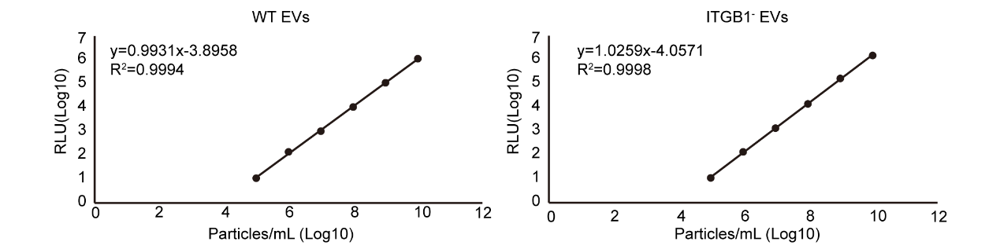 WT EVs
y=0.9931x-3.8958
R²=0.9994
RLU(Log10)
7
6
5
4
3
2
1
0
0 2 4 6 8 10 12
Particles/mL (Log10)
ITGB1⁻ EVs
y=1.0259x-4.0571
R²=0.9998
RLU(Log10)
7
6
5
4
3
2
1
0
0 2 4 6 8 10 12
Particles/mL (Log10)